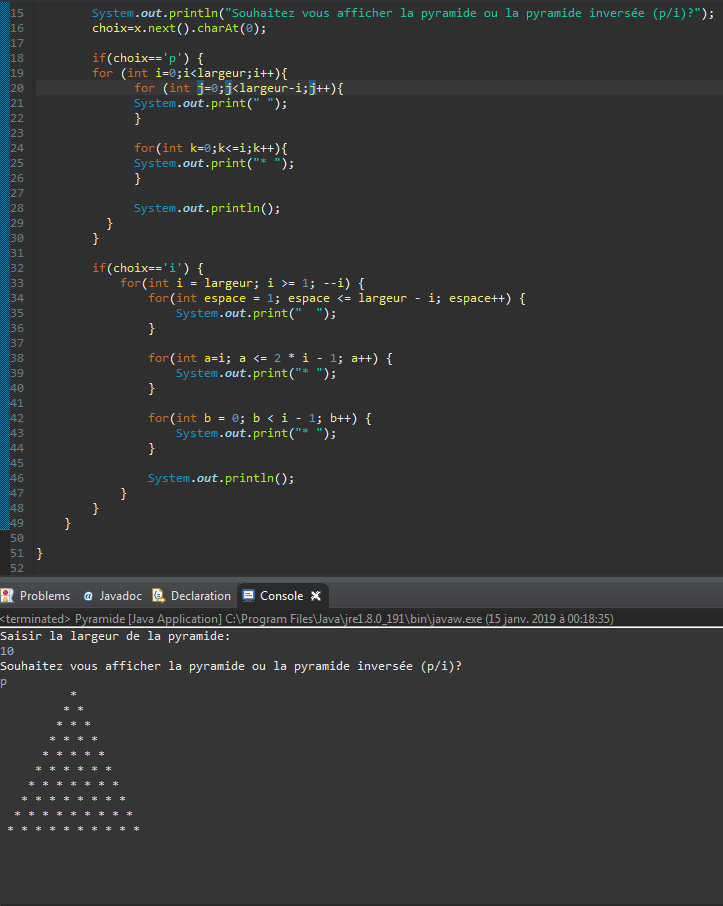 15 System.out.println("Souhaitez vous afficher la pyramide ou la pyramide inversée (p/i)?");
16 choix=x.next().charAt(0);
17
18 if(choix=='p') {
19 for (int i=0;i<largeur;i++){
20 for (int j=0;j<largeur-i;j++){
21 System.out.print(" ");
22 }
23
24 for(int k=0;k<=i;k++){
25 System.out.print("* ");
26 }
27
28 System.out.println();
29 }
30 }
31
32 if(choix=='i') {
33 for(int i = largeur; i >= 1; --i) {
34 for(int espace = 1; espace <= largeur - i; espace++) {
35 System.out.print("  ");
36 }
37
38 for(int a=i; a <= 2 * i - 1; a++) {
39 System.out.print("* ");
40 }
41
42 for(int b = 0; b < i - 1; b++) {
43 System.out.print("* ");
44 }
45
46 System.out.println();
47 }
48 }
49 }
50
51 }
52
Problems @ Javadoc Declaration Console
<terminated> Pyramide [Java Application] C:\Program Files\Java\jre1.8.0_191\bin\javaw.exe (15 janv. 2019 à 00:18:35)
Saisir la largeur de la pyramide:
10
Souhaitez vous afficher la pyramide ou la pyramide inversée (p/i)?
p
          *
         * *
        * * *
       * * * *
      * * * * *
     * * * * * *
    * * * * * * *
   * * * * * * * *
  * * * * * * * * *
 * * * * * * * * * *